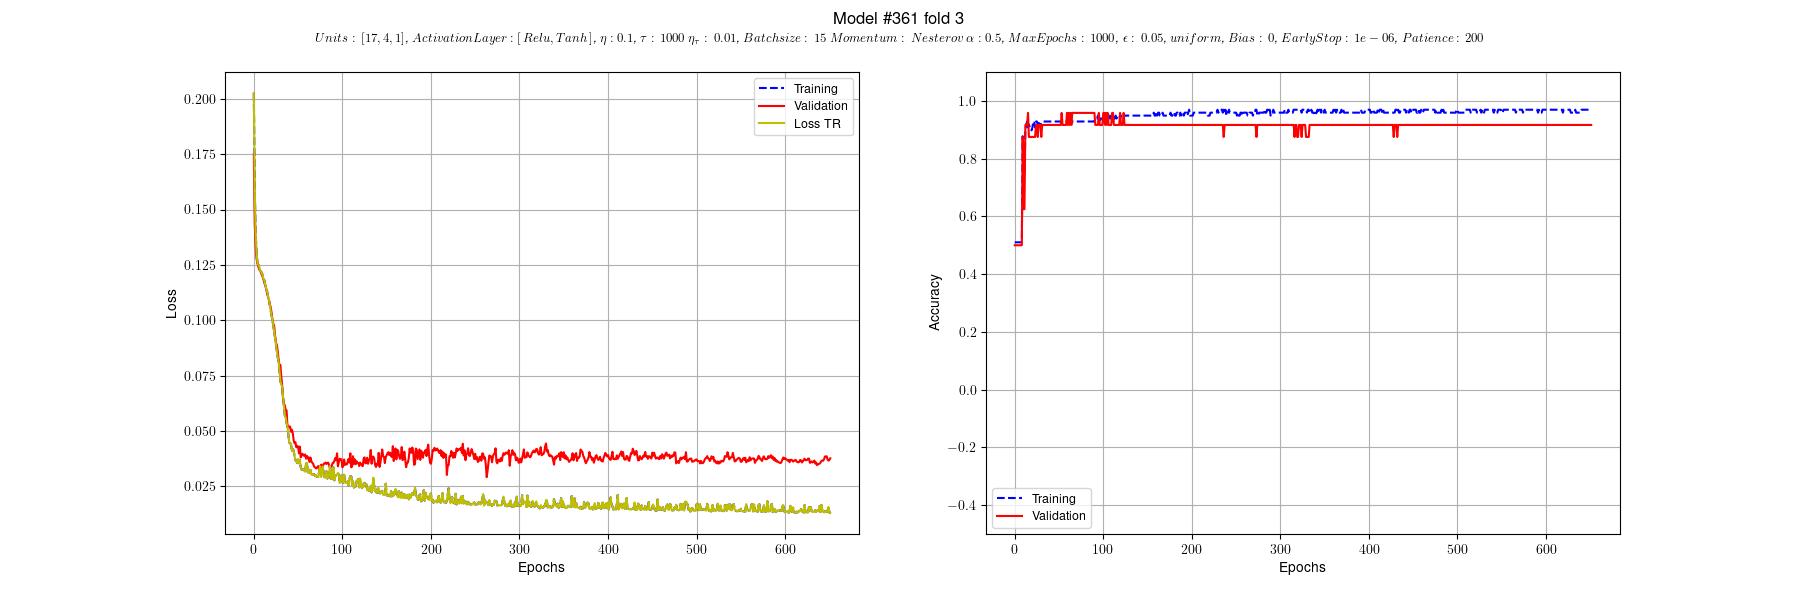 Model #361 fold 3
Units : [17, 4, 1], ActivationLayer : [ Relu, Tanh ], η : 0.1, τ : 1000 η_τ : 0.01, Batchsize : 15 Momentum : Nesterov α : 0.5, MaxEpochs : 1000, ϵ : 0.05, uniform, Bias : 0, EarlyStop : 1e − 06, Patience : 200
Training
Validation
Loss TR
0.200
0.175
0.150
0.125
0.100
0.075
0.050
0.025
Loss
0 100 200 300 400 500 600
Epochs
1.0
0.8
0.6
0.4
0.2
0.0
−0.2
−0.4
Accuracy
Training
Validation
0 100 200 300 400 500 600
Epochs